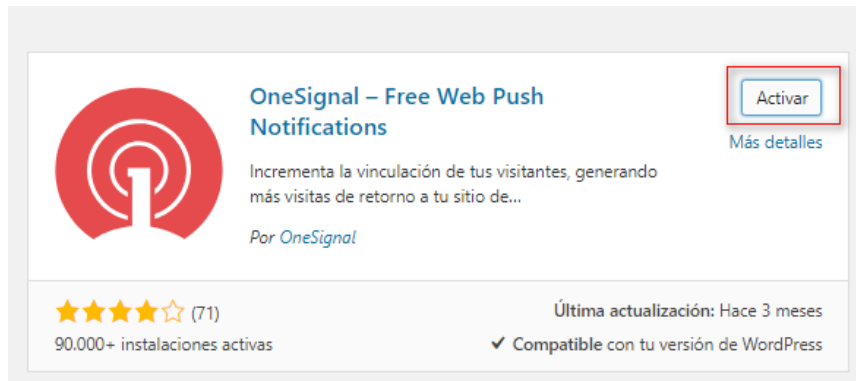 OneSignal – Free Web Push
Notifications
Activar
Más detalles
Incrementa la vinculación de tus visitantes, generando
más visitas de retorno a tu sitio de...
Por OneSignal
(71)
Última actualización: Hace 3 meses
90.000+ instalaciones activas
✔ Compatible con tu versión de WordPress